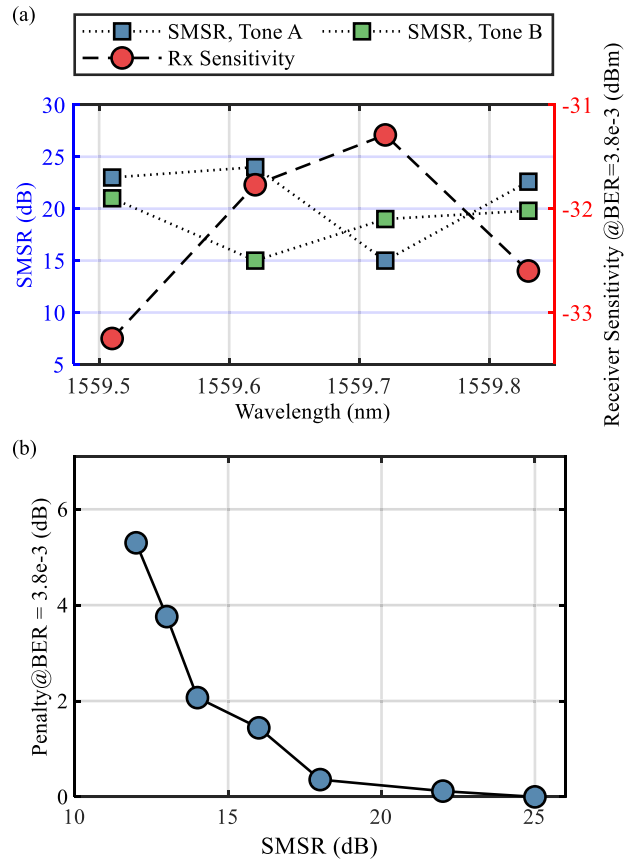 (a)
SMSR, Tone A
SMSR, Tone B
Rx Sensitivity
30
25
20
15
10
5
SMSR (dB)
-31
-32
-33
Receiver Sensitivity @BER=3.8e-3 (dBm)
1559.5
1559.6
1559.7
1559.8
Wavelength (nm)
(b)
6
4
2
0
Penalty@BER = 3.8e-3 (dB)
10
15
20
25
SMSR (dB)